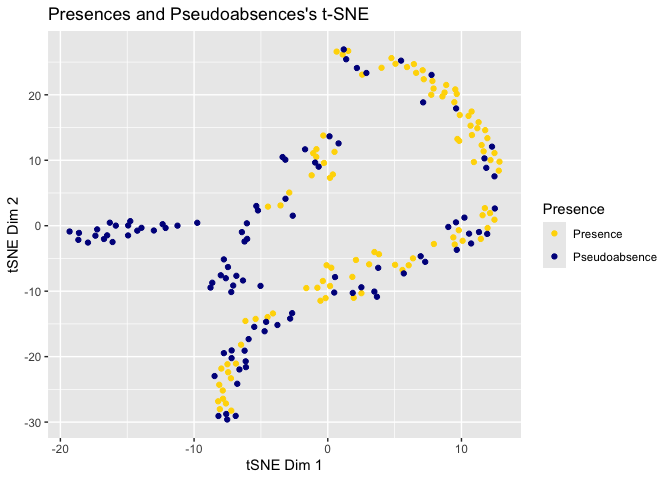 Presences and Pseudoabsences's t-SNE
tSNE Dim 2
20
10
0
-10
-20
-30
-20
-10
0
10
tSNE Dim 1
Presence
Presence
Pseudoabsence